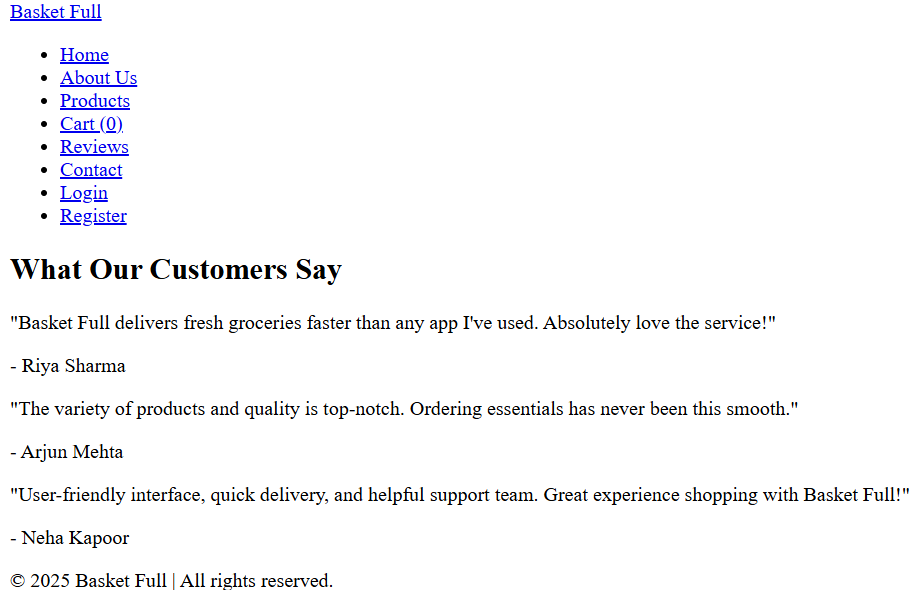 Basket Full
Home
About Us
Products
Cart (0)
Reviews
Contact
Login
Register
What Our Customers Say
"Basket Full delivers fresh groceries faster than any app I've used. Absolutely love the service!"
- Riya Sharma
"The variety of products and quality is top-notch. Ordering essentials has never been this smooth."
- Arjun Mehta
"User-friendly interface, quick delivery, and helpful support team. Great experience shopping with Basket Full!"
- Neha Kapoor
© 2025 Basket Full | All rights reserved.